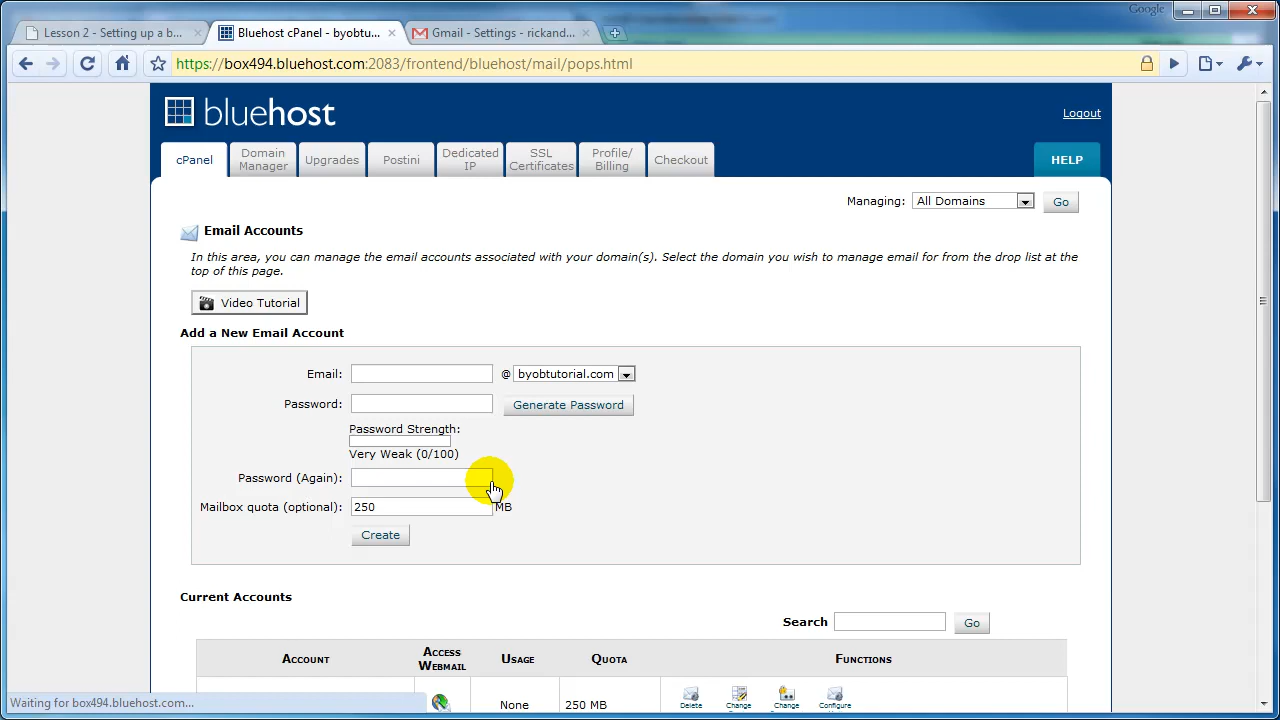 Google
Lesson 2 - Setting up a b...
Bluehost cPanel - byobtu...
Gmail - Settings - rickand...
https://box494.bluehost.com:2083/frontend/bluehost/mail/pops.html
bluehost
Logout
cPanel
Domain Manager
Upgrades
Postini
Dedicated IP
SSL Certificates
Profile/ Billing
Checkout
HELP
Managing: All Domains Go
Email Accounts
In this area, you can manage the email accounts associated with your domain(s). Select the domain you wish to manage email for from the drop list at the
top of this page.
Video Tutorial
Add a New Email Account
Email: @ byobtutorial.com
Password: Generate Password
Password Strength:
Very Weak (0/100)
Password (Again):
Mailbox quota (optional): 250 MB
Create
Current Accounts
Search Go
Account Access Webmail Usage Quota Functions
None 250 MB Delete Change Change Configure
Waiting for box494.bluehost.com...